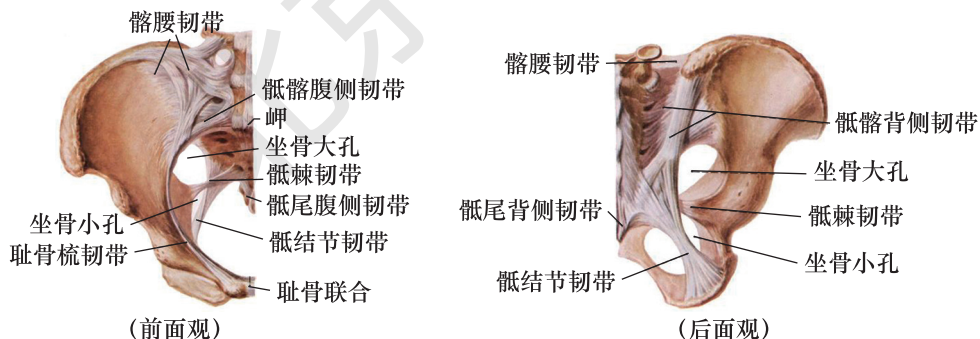 髂腰韧带
骶髂腹侧韧带
岬
坐骨大孔
骶棘韧带
骶尾腹侧韧带
坐骨小孔
骶结节韧带
耻骨梳韧带
耻骨联合
(前面观)
髂腰韧带
骶髂背侧韧带
坐骨大孔
骶尾背侧韧带
骶棘韧带
坐骨小孔
骶结节韧带
(后面观)